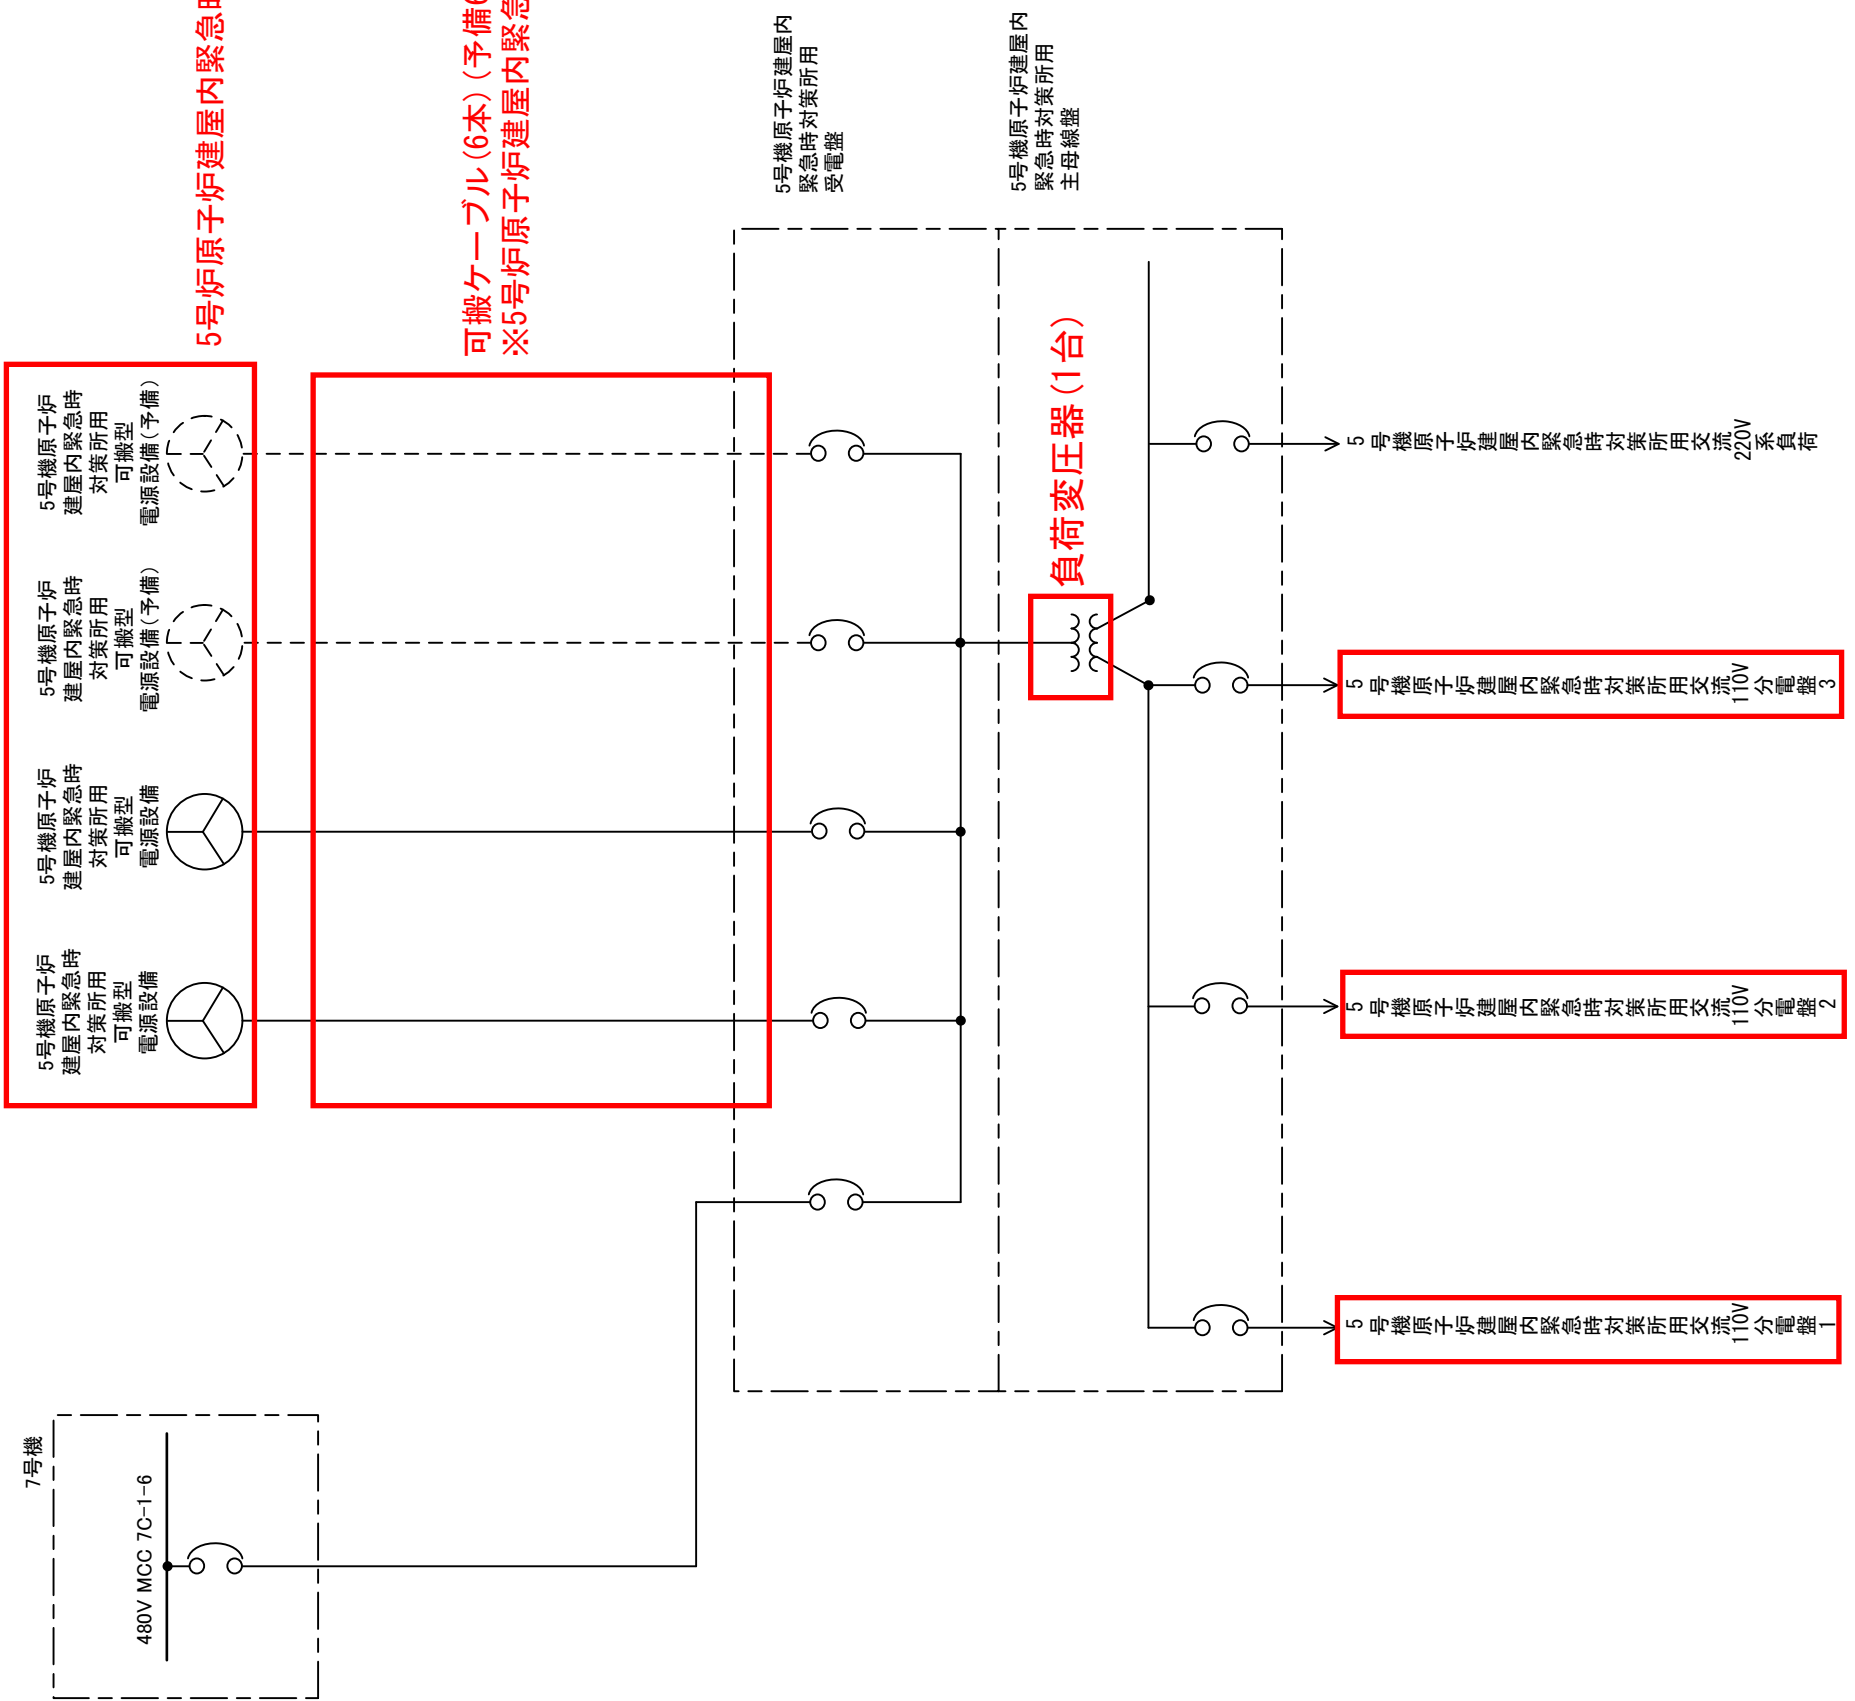 7号機
480V MCC 7C-1-6
5号機原子炉
建屋内緊急時
対策所用
可搬型
電源設備
5号機原子炉
建屋内緊急時
対策所用
可搬型
電源設備
5号機原子炉
建屋内緊急時
対策所用
可搬型
電源設備(予備)
5号機原子炉
建屋内緊急時
対策所用
可搬型
電源設備(予備)
5号炉原子炉建屋内緊急時
可搬ケーブル(6本)(予備6
※5号炉原子炉建屋内緊急
5号機原子炉建屋内
緊急時対策所用
受電盤
5号機原子炉建屋内
緊急時対策所用
主母線盤
負荷変圧器(1台)
5号機原子炉建屋内緊急時対策所用交流110V分電盤1
5号機原子炉建屋内緊急時対策所用交流110V分電盤2
5号機原子炉建屋内緊急時対策所用交流110V分電盤3
5号機原子炉建屋内緊急時対策所用交流220V系負荷